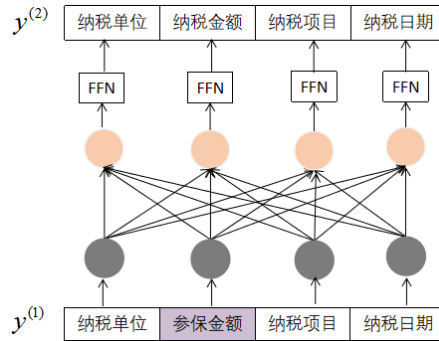 y^(2) 纳税单位 纳税金额 纳税项目 纳税日期
FFN FFN FFN FFN
y^(1) 纳税单位 参保金额 纳税项目 纳税日期